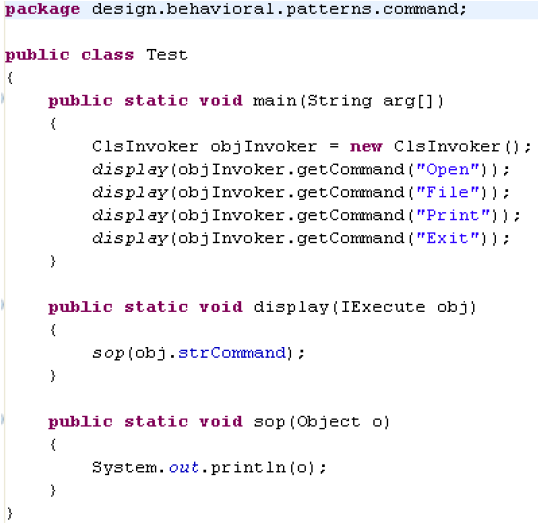 package design.behavioral.patterns.command;
public class Test
{
public static void main(String arg[])
{
ClsInvoker objInvoker = new ClsInvoker();
display(objInvoker.getCommand("Open"));
display(objInvoker.getCommand("File"));
display(objInvoker.getCommand("Print"));
display(objInvoker.getCommand("Exit"));
}
public static void display(IExecute obj)
{
sop(obj.strCommand);
}
public static void sop(Object o)
{
System.out.println(o);
}
}